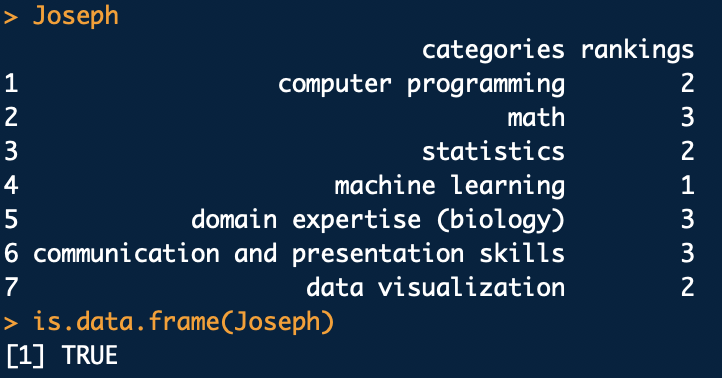 > Joseph
categories rankings
1 computer programming 2
2 math 3
3 statistics 2
4 machine learning 1
5 domain expertise (biology) 3
6 communication and presentation skills 3
7 data visualization 2
> is.data.frame(Joseph)
[1] TRUE